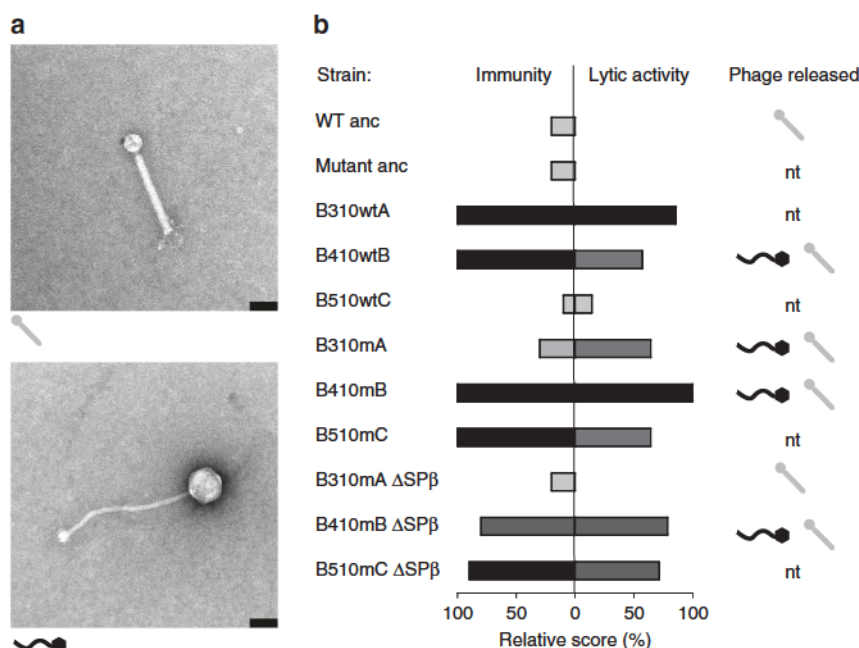 a
b
Strain: Immunity Lytic activity Phage released
WT anc
Mutant anc nt
B310wtA nt
B410wtB
B510wtC nt
B310mA
B410mB
B510mC nt
B310mA ΔSPβ
B410mB ΔSPβ
B510mC ΔSPβ nt
100 50 0 50 100
Relative score (%)